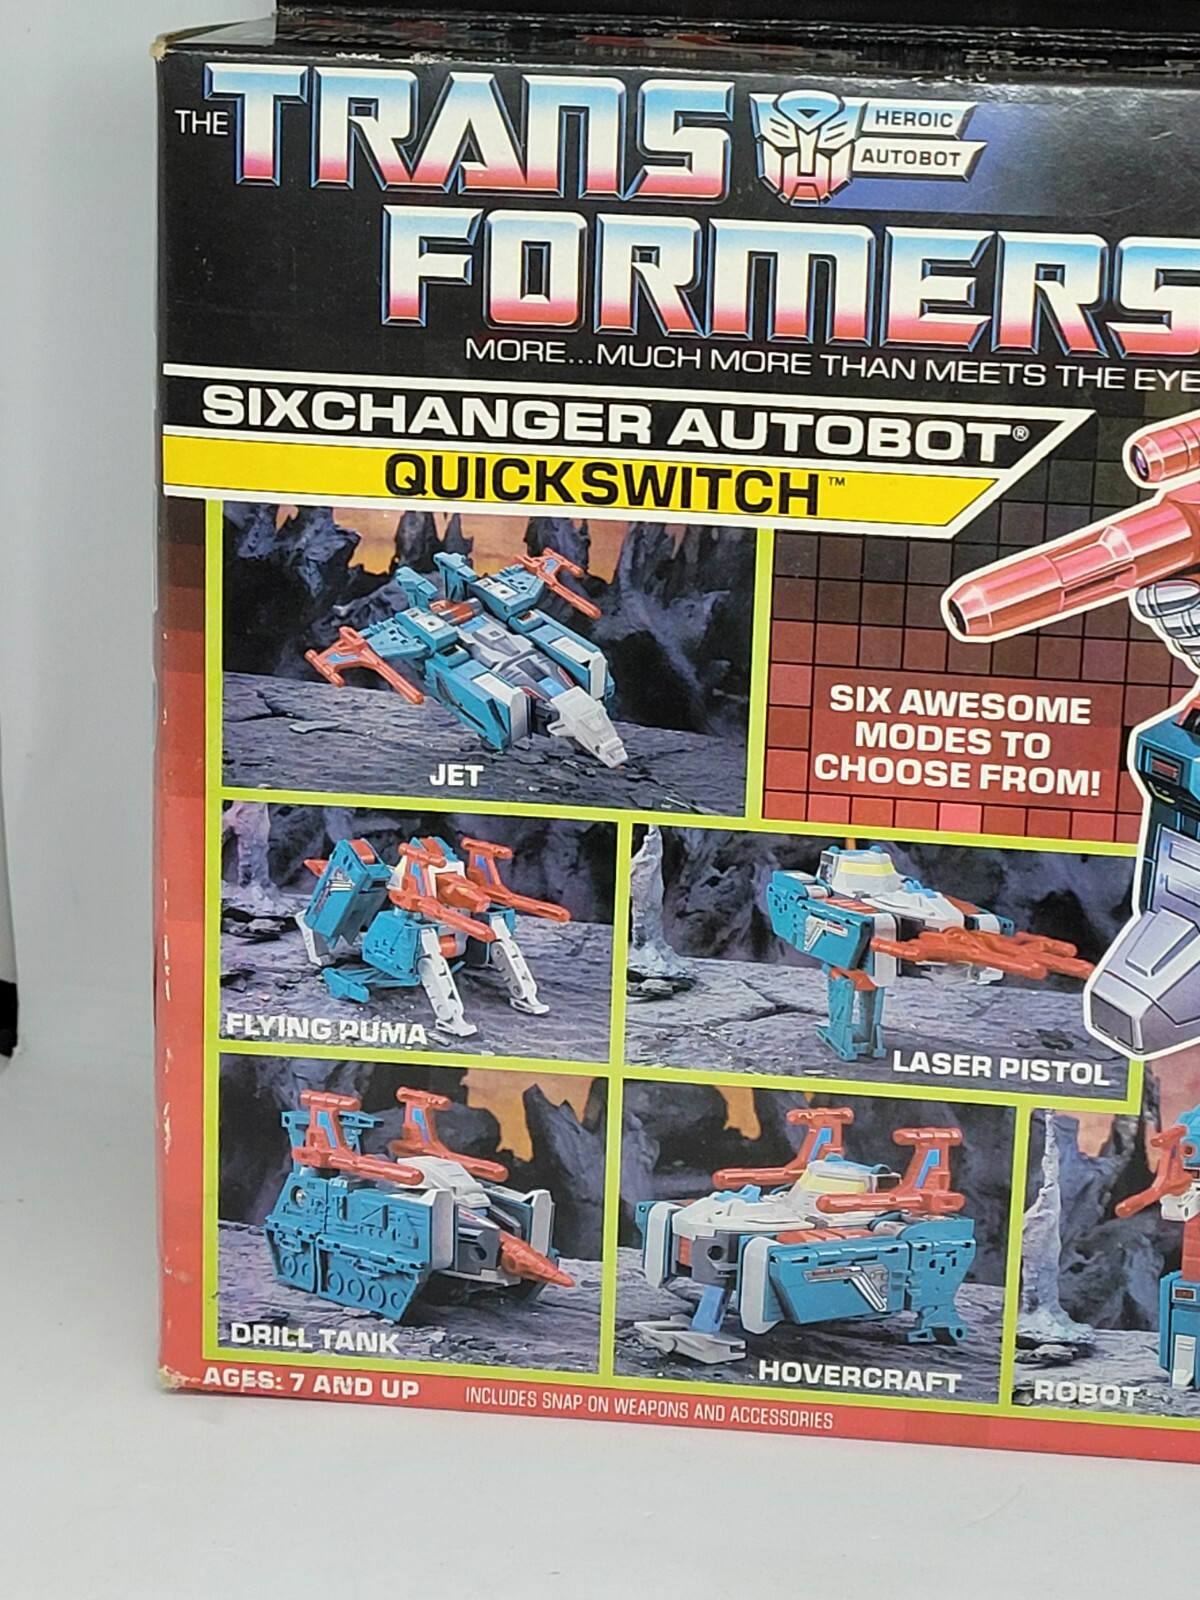 THE TRANS
HEROIC
AUTOBOT
FORMERS
MORE...MUCH MORE THAN MEETS THE EYE
SIXCHANGER AUTOBOT®
QUICKSWITCH™
JET
SIX AWESOME
MODES TO
CHOOSE FROM!
FLYING PUMA
LASER PISTOL
DRILL TANK
HOVERCRAFT
ROBOT
AGES: 7 AND UP
INCLUDES SNAP-ON WEAPONS AND ACCESSORIES